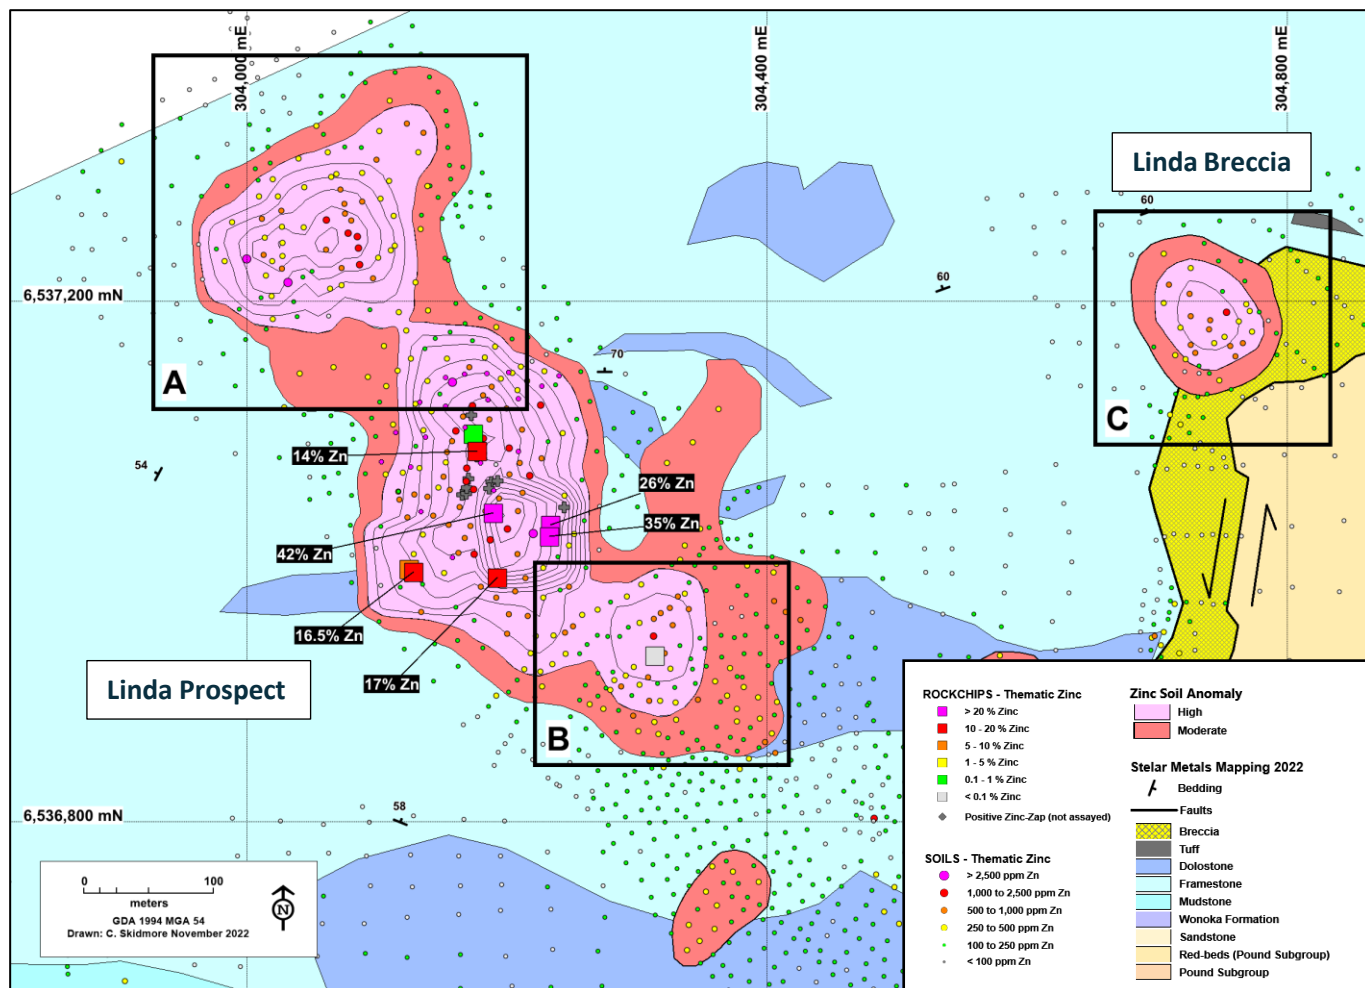 304,000 mE
304,400 mE
304,800 mE
Linda Breccia
60
60
6,537,200 mN
A
70
C
14% Zn
54
26% Zn
35% Zn
42% Zn
16.5% Zn
17% Zn
Linda Prospect
B
58
6,536,800 mN
0 100
meters
GDA 1994 MGA 54
Drawn: C. Skidmore November 2022
N
ROCKCHIPS - Thematic Zinc
> 20 % Zinc
10 - 20 % Zinc
5 - 10 % Zinc
1 - 5 % Zinc
0.1 - 1 % Zinc
< 0.1 % Zinc
Positive Zinc-Zap (not assayed)
SOILS - Thematic Zinc
> 2,500 ppm Zn
1,000 to 2,500 ppm Zn
500 to 1,000 ppm Zn
250 to 500 ppm Zn
100 to 250 ppm Zn
< 100 ppm Zn
Zinc Soil Anomaly
High
Moderate
Stelar Metals Mapping 2022
Bedding
Faults
Breccia
Tuff
Dolostone
Framestone
Mudstone
Wonoka Formation
Sandstone
Red-beds (Pound Subgroup)
Pound Subgroup